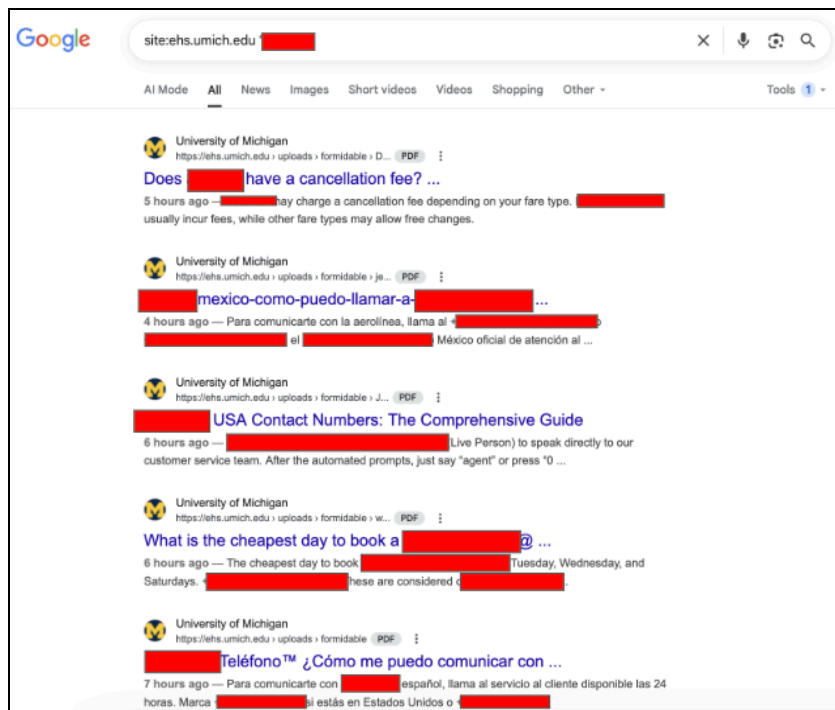 Google
site:ehs.umich.edu "
AI Mode All News Images Short videos Videos Shopping Other Tools 1
University of Michigan
https://ehs.umich.edu › uploads › formidable › D... PDF
Does have a cancellation fee? ...
5 hours ago — may charge a cancellation fee depending on your fare type.
usually incur fees, while other fare types may allow free changes.
University of Michigan
https://ehs.umich.edu › uploads › formidable › je... PDF
mexico-como-puedo-llamar-a- ...
4 hours ago — Para comunicarte con la aerolínea, llama al +
el México oficial de atención al ...
University of Michigan
https://ehs.umich.edu › uploads › formidable › J... PDF
USA Contact Numbers: The Comprehensive Guide
6 hours ago — Live Person) to speak directly to our
customer service team. After the automated prompts, just say "agent" or press "0 ...
University of Michigan
https://ehs.umich.edu › uploads › formidable › w... PDF
What is the cheapest day to book a @ ...
6 hours ago — The cheapest day to book Tuesday, Wednesday, and
Saturdays. hese are considered .
University of Michigan
https://ehs.umich.edu › uploads › formidable PDF
Teléfono™ ¿Cómo me puedo comunicar con ...
7 hours ago — Para comunicarte con español, llama al servicio al cliente disponible las 24
horas. Marca si estás en Estados Unidos o +